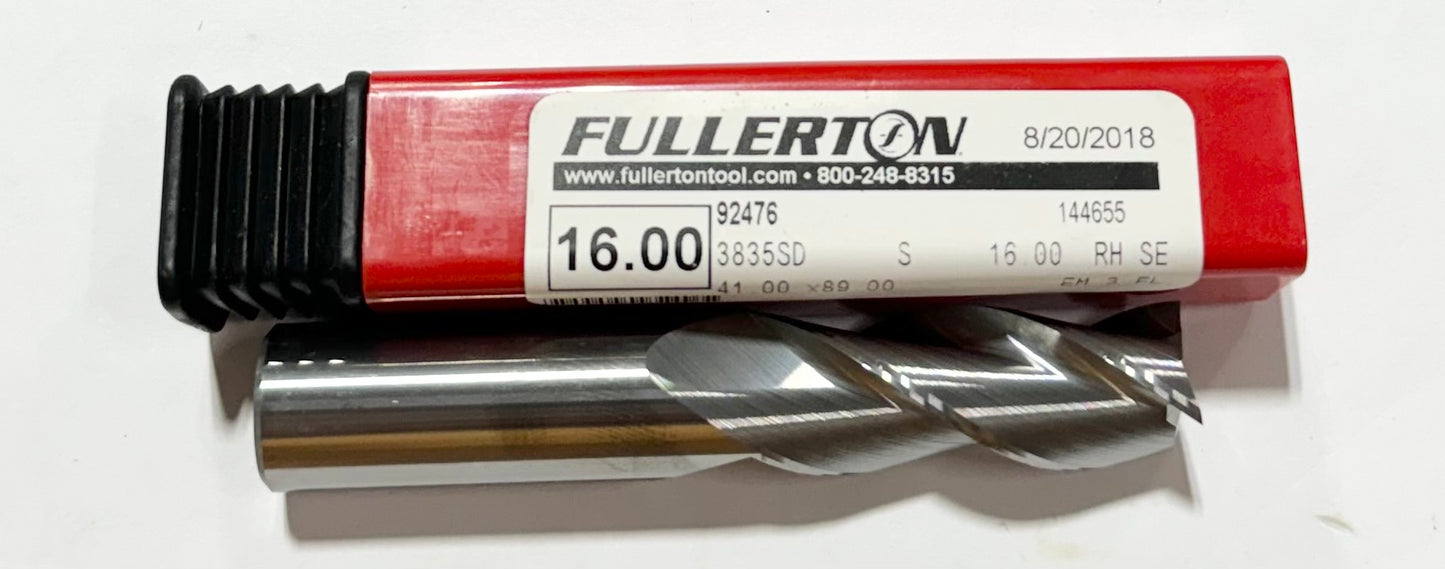 FULLERTON 8/20/2018
www.fullertontool.com • 800-248-8315
16.00
92476 144655
3835SD S 16.00 RH SE
41.00 x89.00 EM 3 FL